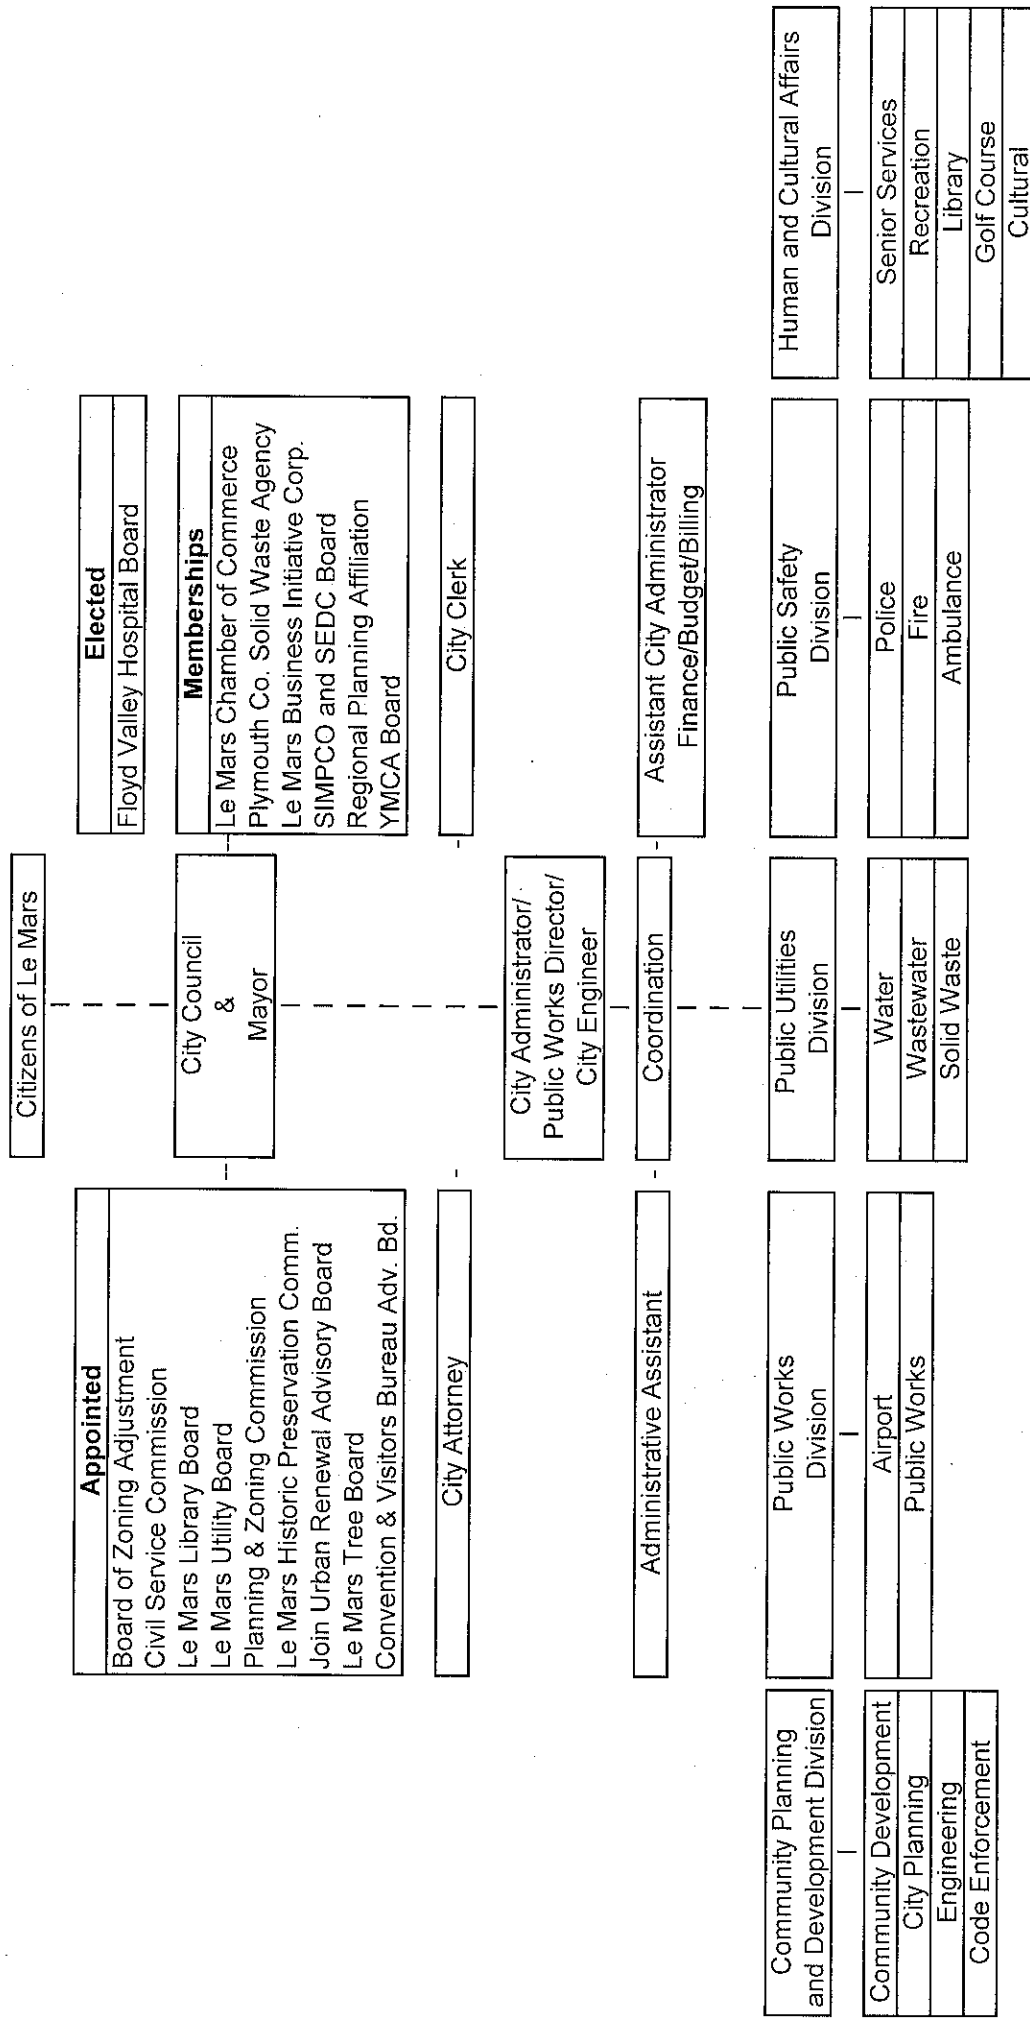 Citizens of Le Mars
Appointed
Board of Zoning Adjustment
Civil Service Commission
Le Mars Library Board
Le Mars Utility Board
Planning & Zoning Commission
Le Mars Historic Preservation Comm.
Join Urban Renewal Advisory Board
Le Mars Tree Board
Convention & Visitors Bureau Adv. Bd.
City Council
&
Mayor
Elected
Floyd Valley Hospital Board
Memberships
Le Mars Chamber of Commerce
Plymouth Co. Solid Waste Agency
Le Mars Business Initiative Corp.
SIMPCO and SEDC Board
Regional Planning Affiliation
YMCA Board
City Attorney
City Clerk
City Administrator/
Public Works Director/
City Engineer
Administrative Assistant
Coordination
Assistant City Administrator
Finance/Budget/Billing
Community Planning
and Development Division
Community Development
City Planning
Engineering
Code Enforcement
Public Works
Division
Airport
Public Works
Public Utilities
Division
Water
Wastewater
Solid Waste
Public Safety
Division
Police
Fire
Ambulance
Human and Cultural Affairs
Division
Senior Services
Recreation
Library
Golf Course
Cultural